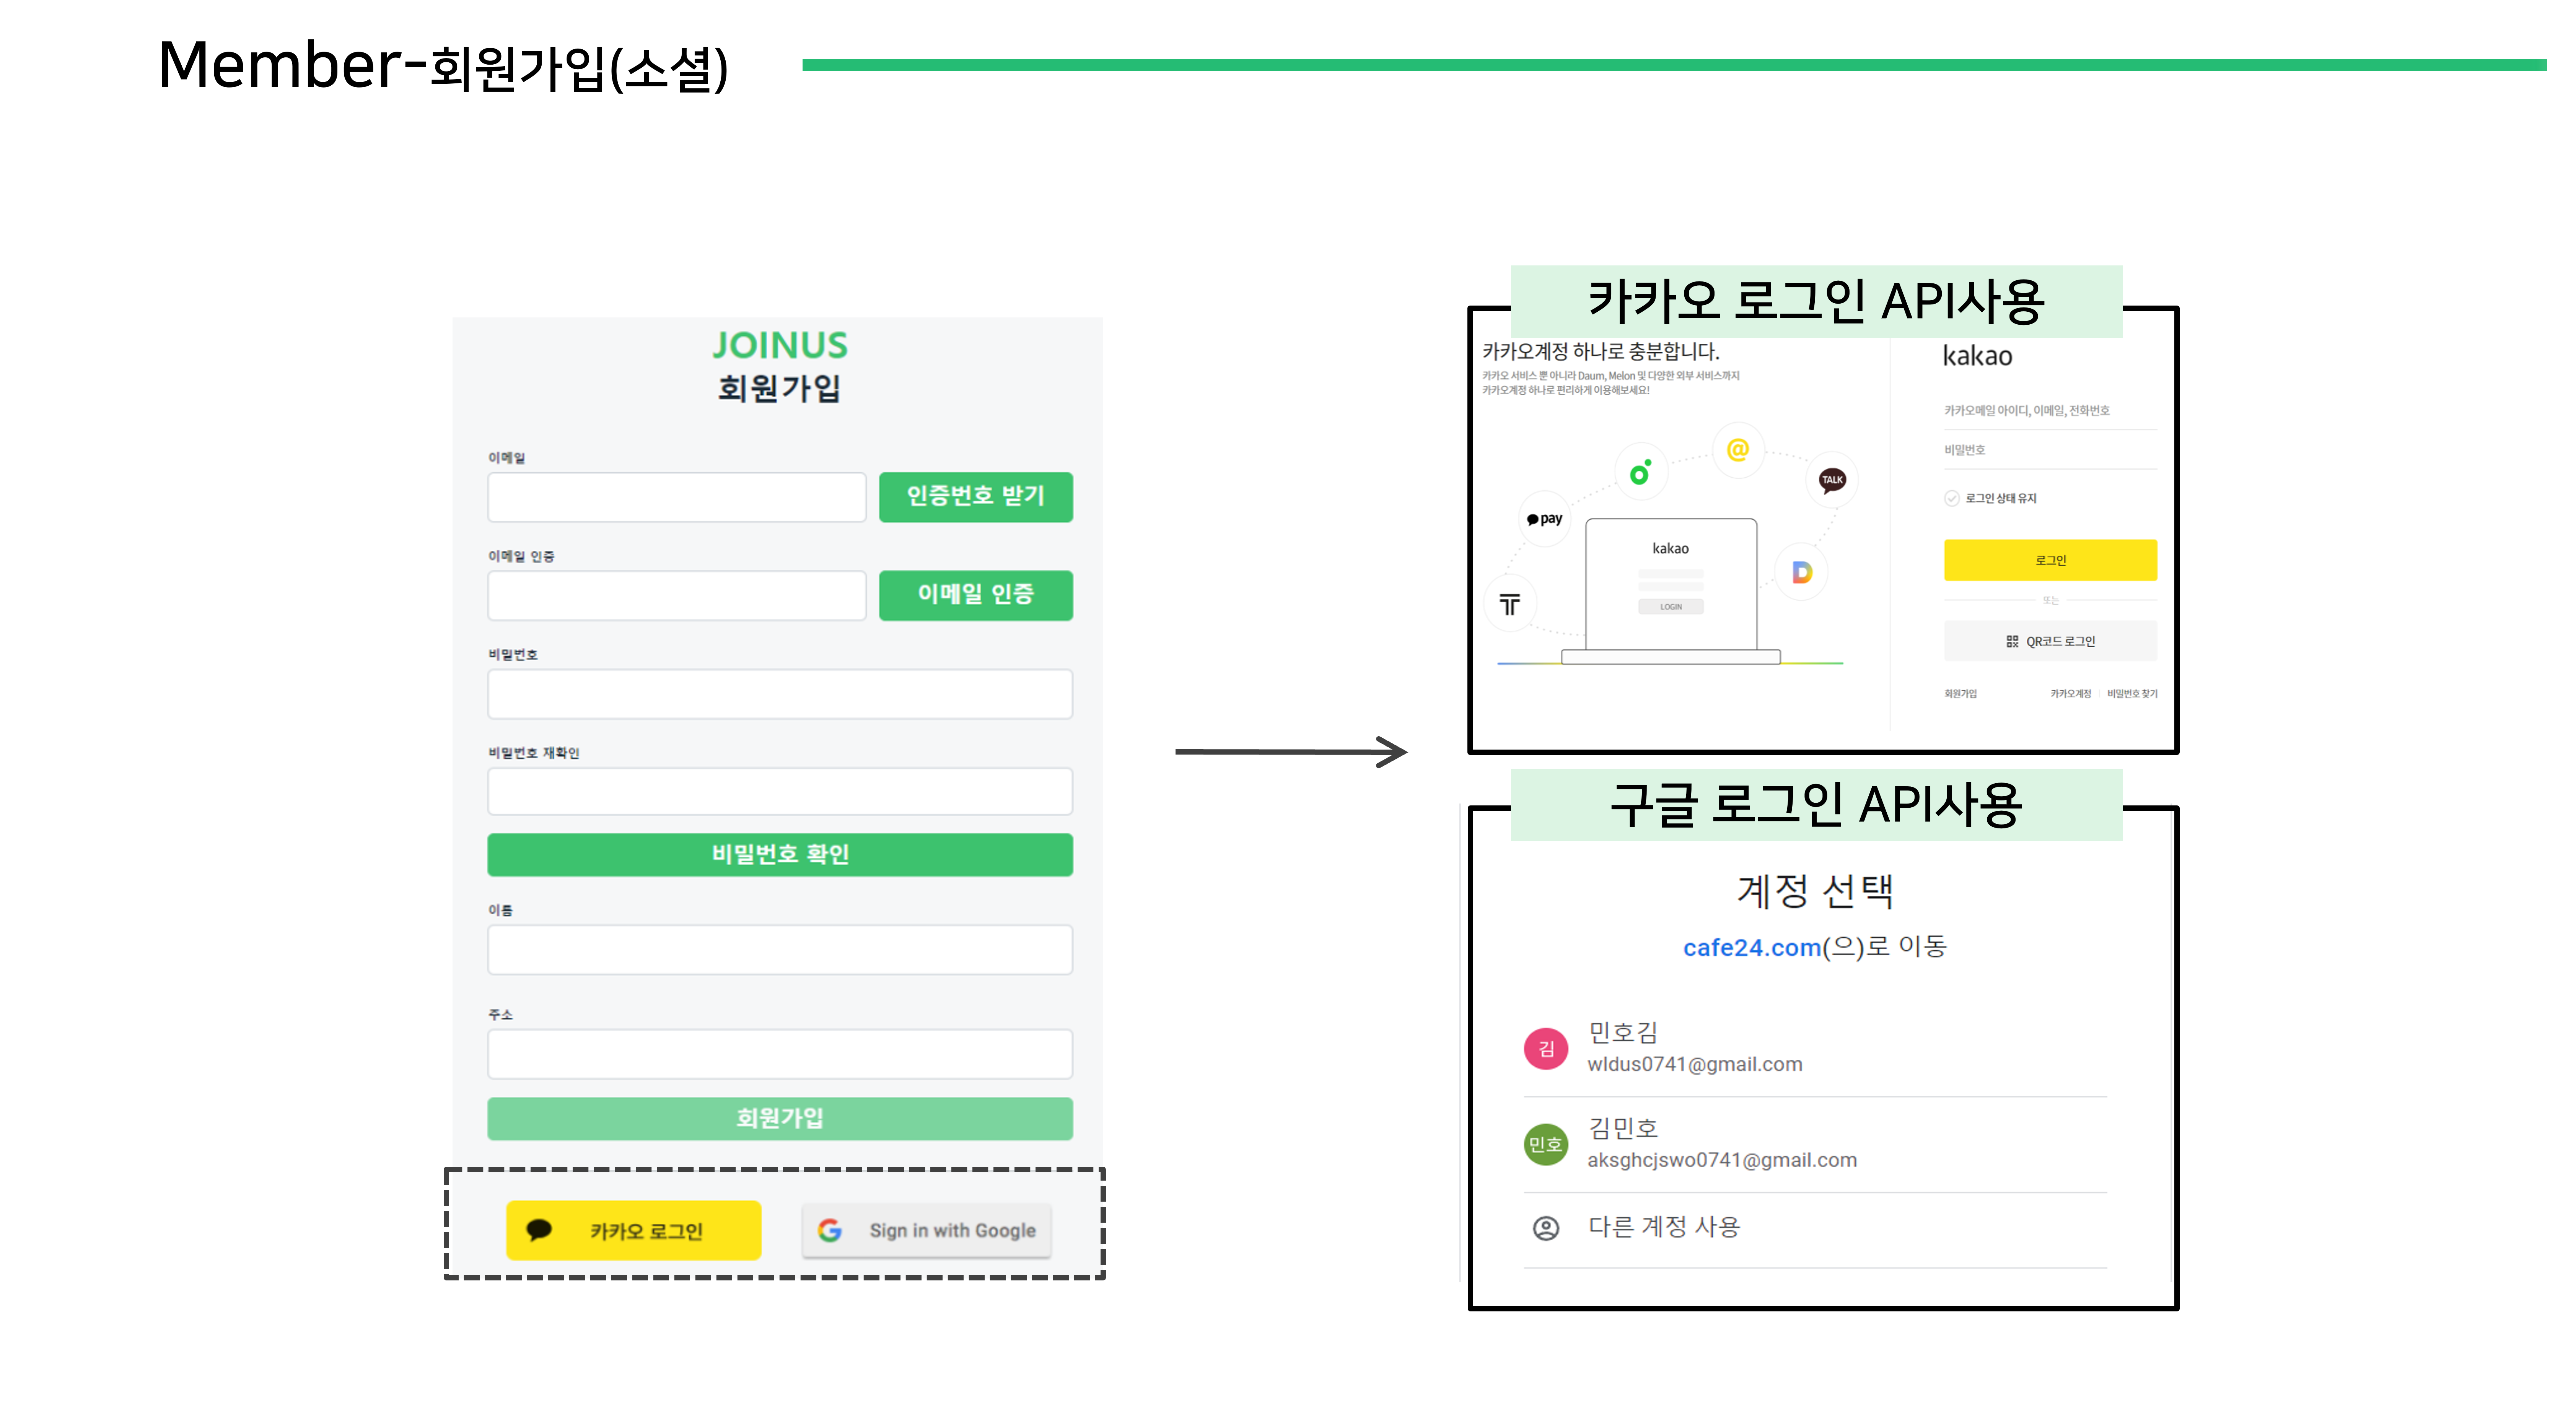 Member-회원가입(소셜)
JOINUS
회원가입
이메일
인증번호 받기
이메일 인증
이메일 인증
비밀번호
비밀번호 재확인
비밀번호 확인
이름
주소
회원가입
카카오 로그인
Sign in with Google
카카오 로그인 API사용
카카오계정 하나로 충분합니다.
카카오 서비스 뿐 아니라 Daum, Melon 및 다양한 외부 서비스까지
카카오계정 하나로 편리하게 이용해보세요!
@
TALK
pay
kakao
D
LOGIN
kakao
카카오메일 아이디, 이메일, 전화번호
비밀번호
로그인 상태 유지
로그인
또는
QR코드 로그인
회원가입 카카오계정 비밀번호 찾기
구글 로그인 API사용
계정 선택
cafe24.com(으)로 이동
김
민호김
wldus0741@gmail.com
민호
김민호
aksghcjswo0741@gmail.com
다른 계정 사용